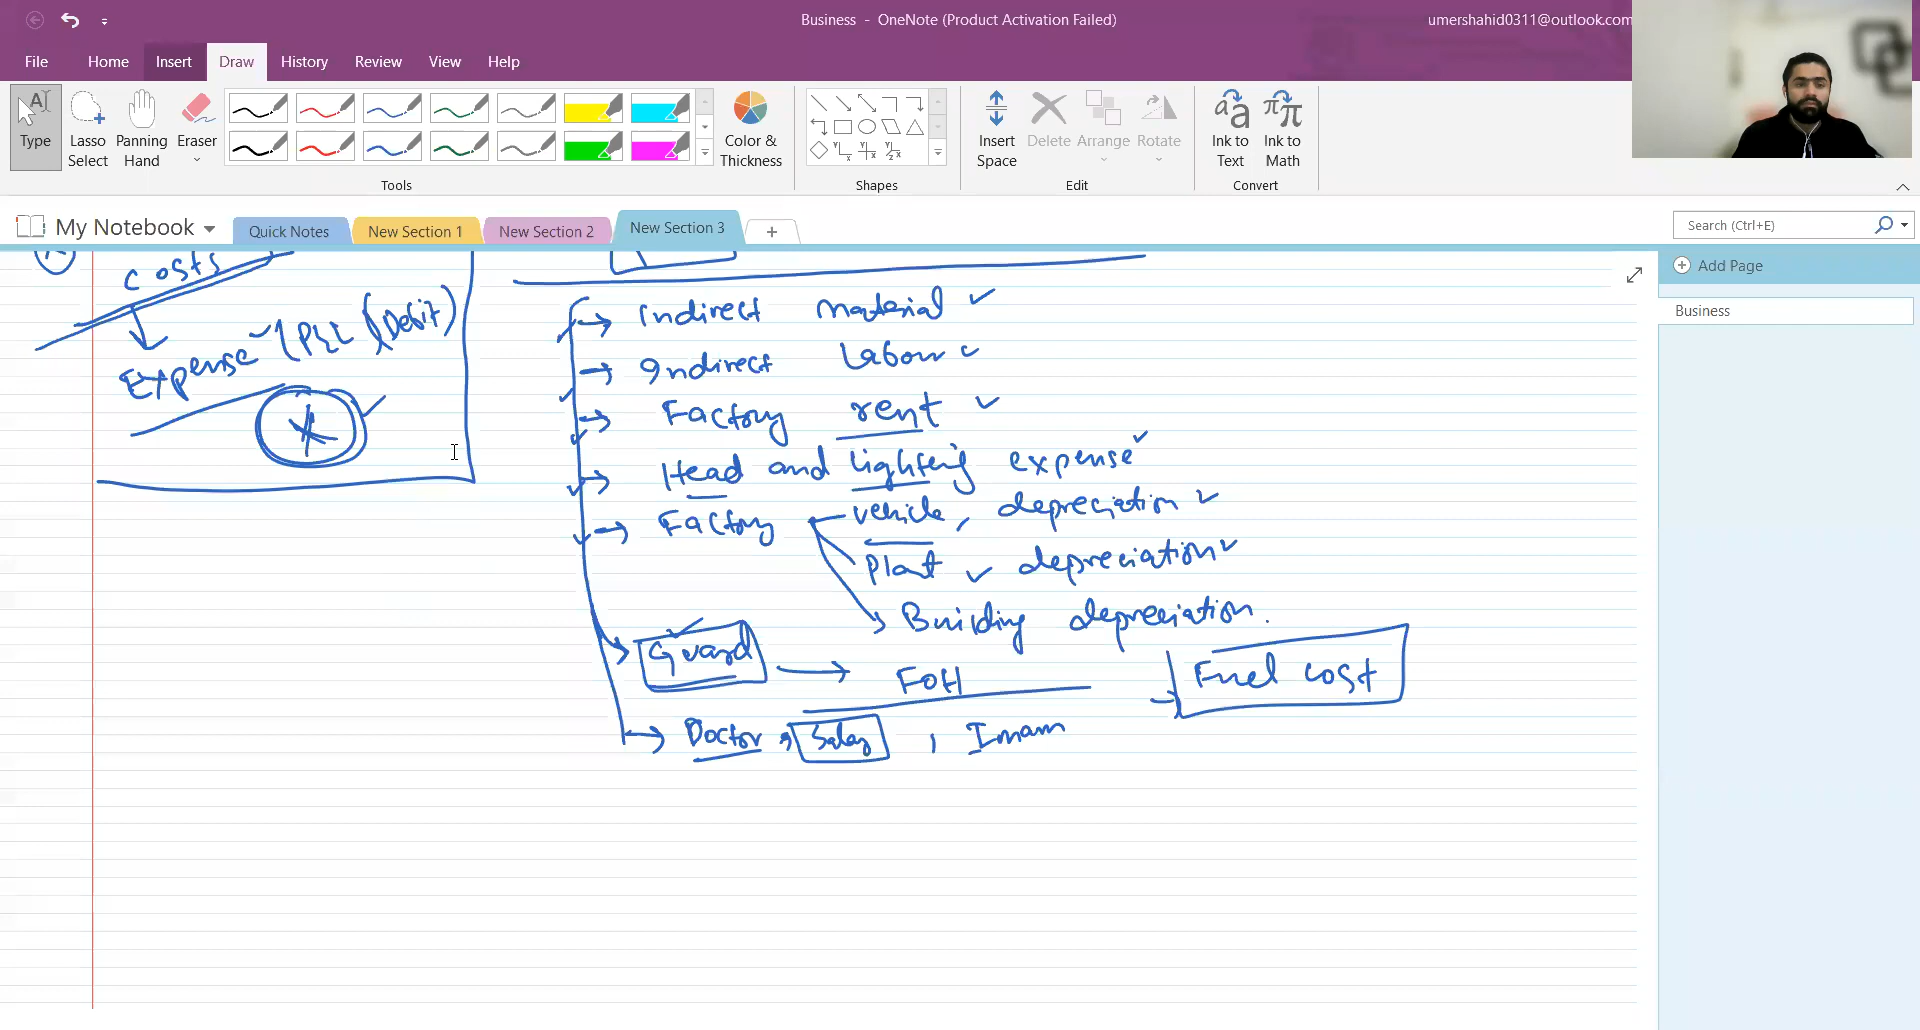 Business - OneNote (Product Activation Failed)
umershahid0311@outlook.com
File Home Insert Draw History Review View Help
Type
Lasso Select
Panning Hand
Eraser
Color & Thickness
Insert Space
Delete
Arrange
Rotate
Ink to Text
Ink to Math
Tools
Shapes
Edit
Convert
My Notebook
Quick Notes
New Section 1
New Section 2
New Section 3
Search (Ctrl+E)
Add Page
Business
costs
Expense (Debit)
Indirect Material
Indirect Labour
Factory rent
Head and lighting expense
Factory vehicle, depreciation
Plant depreciation
Building depreciation.
Guard FOH
Fuel cost
Doctor, , Imam